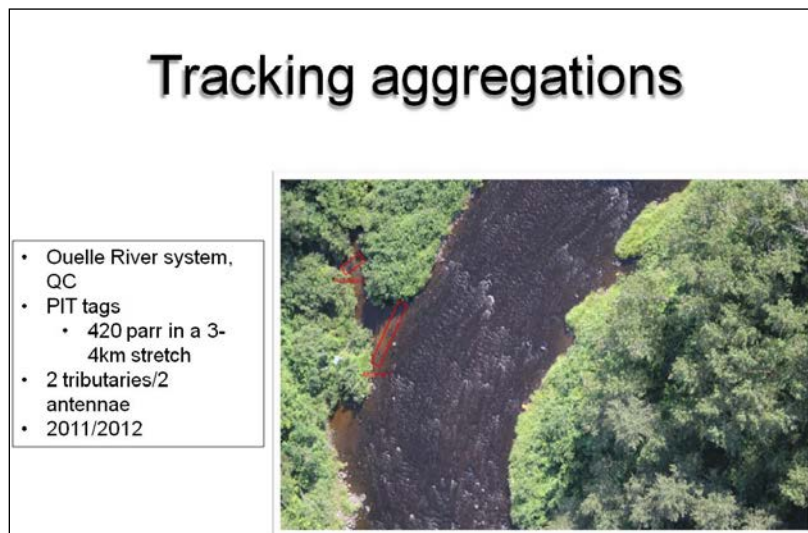 Tracking aggregations
• Ouelle River system,
QC
• PIT tags
• 420 parr in a 3-
4km stretch
• 2 tributaries/2
antennae
• 2011/2012